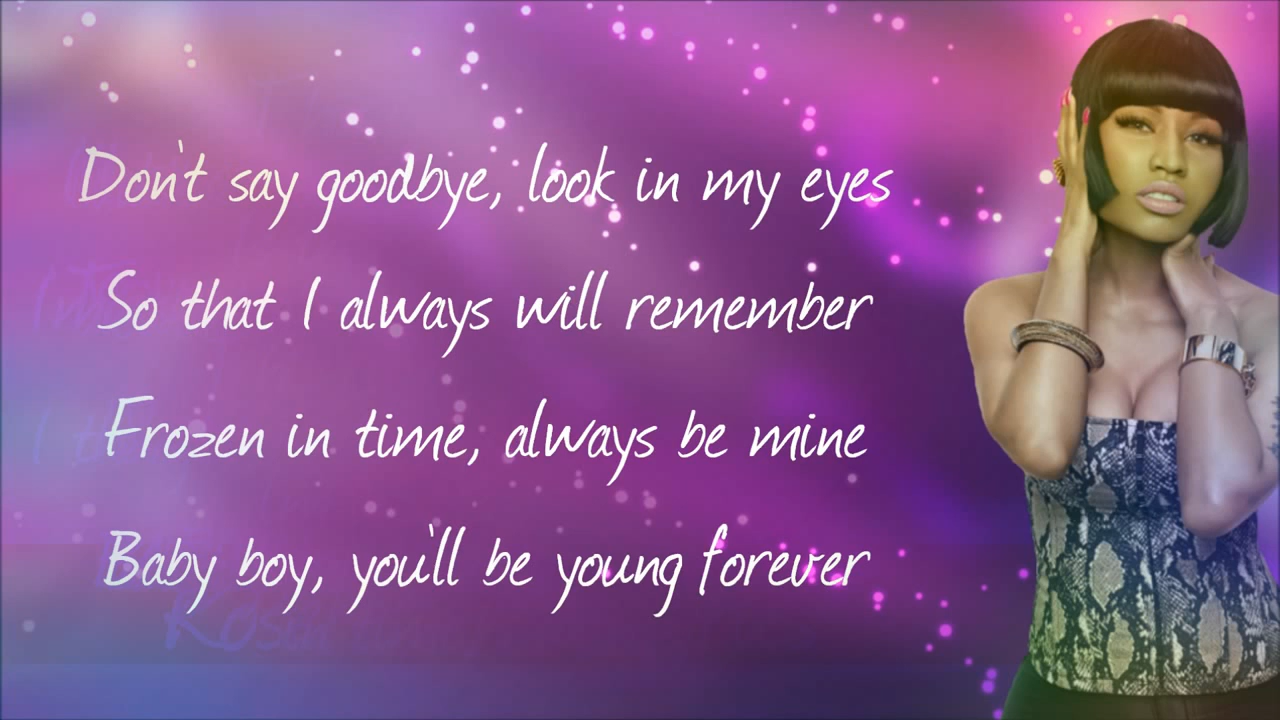 Don't say goodbye, look in my eyes
So that I always will remember
Frozen in time, always be mine
Baby boy, you'll be young forever